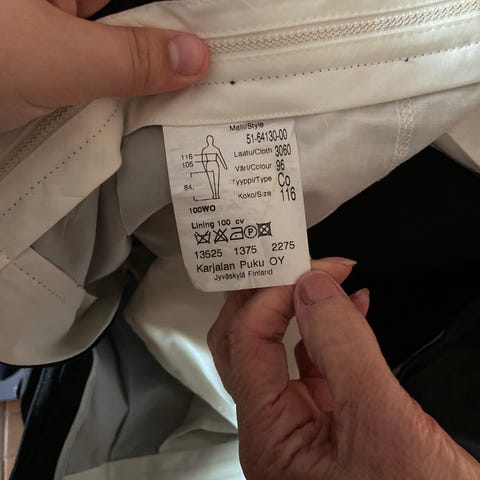 Malli/Style
51-64130-00
Laatu/Cloth 3060
Väri/Colour 96
Tyyppi/Type Co
Koko/Size 116
116
105
84,
100WO
Lining 100 cv
13525 1375 2275
Karjalan Puku OY
Jyväskylä Finland